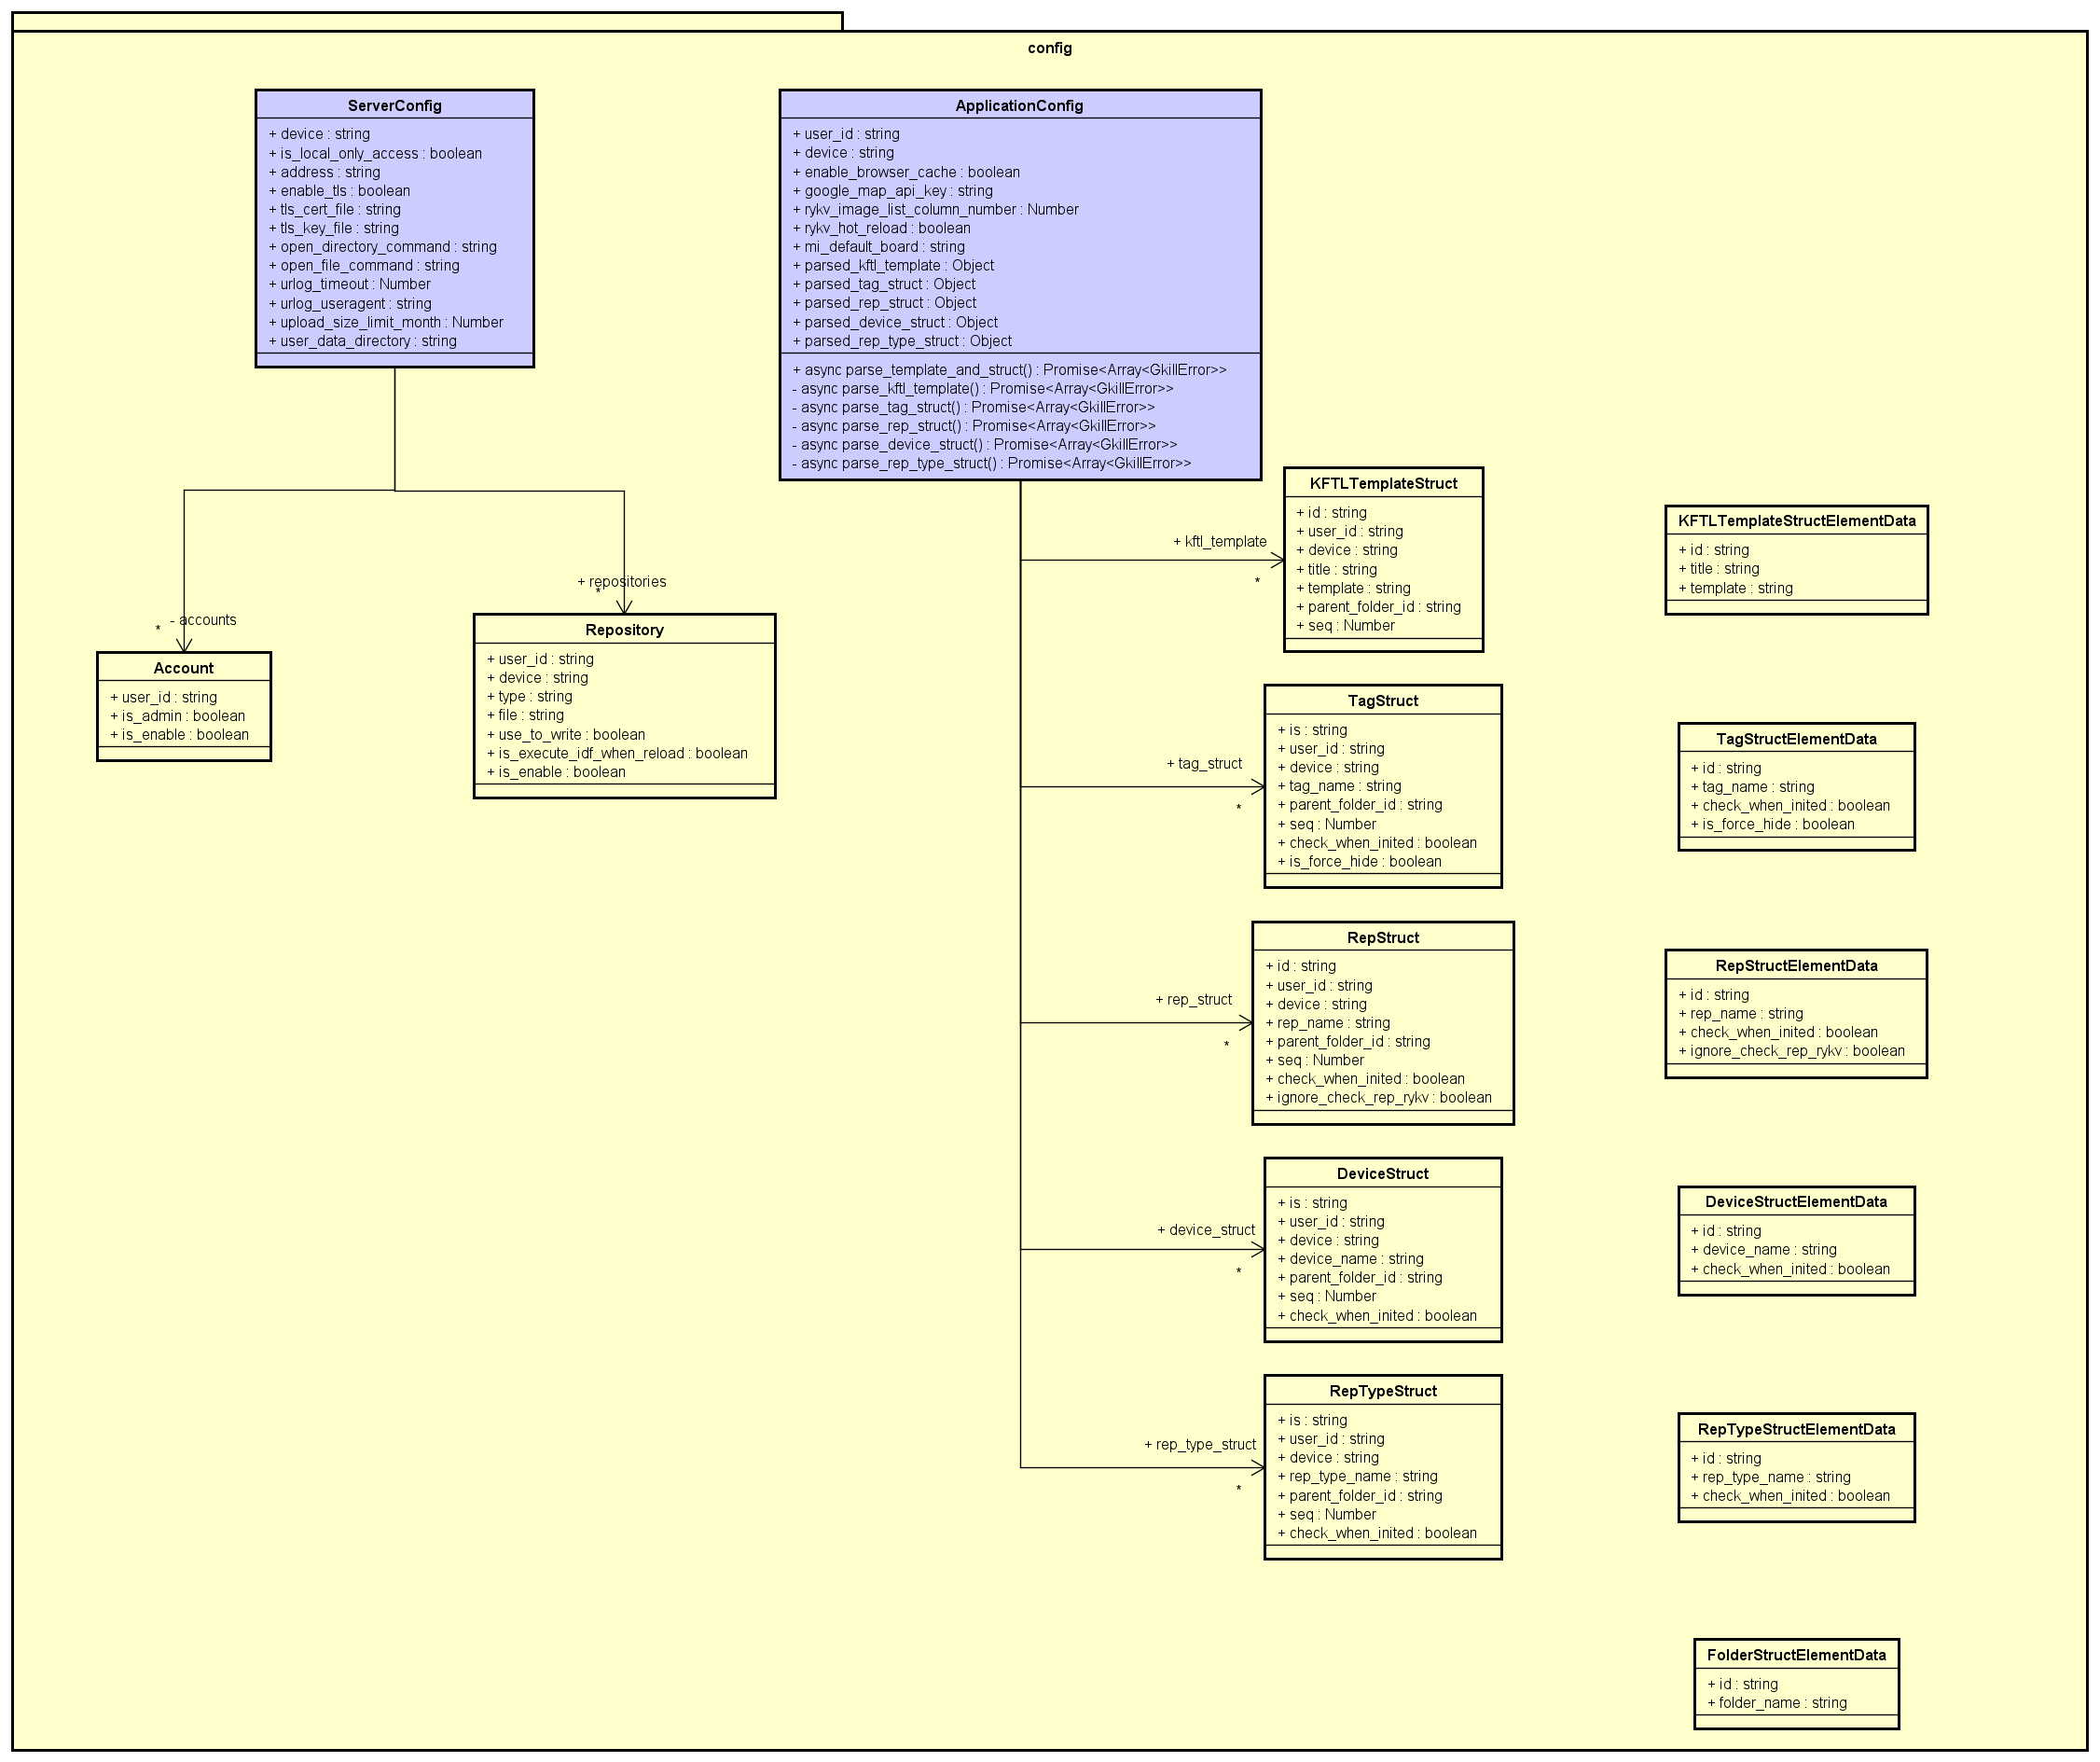 config
ServerConfig
+ device : string
+ is_local_only_access : boolean
+ address : string
+ enable_tls : boolean
+ tls_cert_file : string
+ tls_key_file : string
+ open_directory_command : string
+ open_file_command : string
+ urlog_timeout : Number
+ urlog_useragent : string
+ upload_size_limit_month : Number
+ user_data_directory : string
ApplicationConfig
+ user_id : string
+ device : string
+ enable_browser_cache : boolean
+ google_map_api_key : string
+ rykv_image_list_column_number : Number
+ rykv_hot_reload : boolean
+ mi_default_board : string
+ parsed_kftl_template : Object
+ parsed_tag_struct : Object
+ parsed_rep_struct : Object
+ parsed_device_struct : Object
+ parsed_rep_type_struct : Object
+ async parse_template_and_struct() : Promise<Array<GkillError>>
- async parse_kftl_template() : Promise<Array<GkillError>>
- async parse_tag_struct() : Promise<Array<GkillError>>
- async parse_rep_struct() : Promise<Array<GkillError>>
- async parse_device_struct() : Promise<Array<GkillError>>
- async parse_rep_type_struct() : Promise<Array<GkillError>>
+ repositories
*
- accounts
*
Account
+ user_id : string
+ is_admin : boolean
+ is_enable : boolean
Repository
+ user_id : string
+ device : string
+ type : string
+ file : string
+ use_to_write : boolean
+ is_execute_idf_when_reload : boolean
+ is_enable : boolean
+ kftl_template
*
KFTLTemplateStruct
+ id : string
+ user_id : string
+ device : string
+ title : string
+ template : string
+ parent_folder_id : string
+ seq : Number
KFTLTemplateStructElementData
+ id : string
+ title : string
+ template : string
+ tag_struct
*
TagStruct
+ is : string
+ user_id : string
+ device : string
+ tag_name : string
+ parent_folder_id : string
+ seq : Number
+ check_when_inited : boolean
+ is_force_hide : boolean
TagStructElementData
+ id : string
+ tag_name : string
+ check_when_inited : boolean
+ is_force_hide : boolean
+ rep_struct
*
RepStruct
+ id : string
+ user_id : string
+ device : string
+ rep_name : string
+ parent_folder_id : string
+ seq : Number
+ check_when_inited : boolean
+ ignore_check_rep_rykv : boolean
RepStructElementData
+ id : string
+ rep_name : string
+ check_when_inited : boolean
+ ignore_check_rep_rykv : boolean
+ device_struct
*
DeviceStruct
+ is : string
+ user_id : string
+ device : string
+ device_name : string
+ parent_folder_id : string
+ seq : Number
+ check_when_inited : boolean
DeviceStructElementData
+ id : string
+ device_name : string
+ check_when_inited : boolean
+ rep_type_struct
*
RepTypeStruct
+ is : string
+ user_id : string
+ device : string
+ rep_type_name : string
+ parent_folder_id : string
+ seq : Number
+ check_when_inited : boolean
RepTypeStructElementData
+ id : string
+ rep_type_name : string
+ check_when_inited : boolean
FolderStructElementData
+ id : string
+ folder_name : string